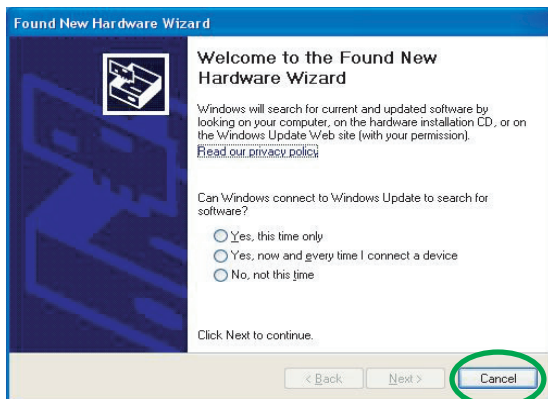 Found New Hardware Wizard
Welcome to the Found New
Hardware Wizard
Windows will search for current and updated software by
looking on your computer, on the hardware installation CD, or on
the Windows Update Web site (with your permission).
Read our privacy policy
Can Windows connect to Windows Update to search for
software?
Yes, this time only
Yes, now and every time I connect a device
No, not this time
Click Next to continue.
< Back Next > Cancel